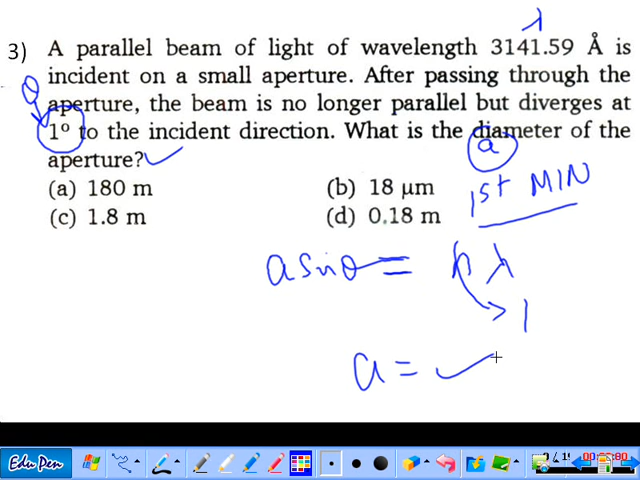 λ
3) A parallel beam of light of wavelength 3141.59 Å is
incident on a small aperture. After passing through the
θ
aperture, the beam is no longer parallel but diverges at
1° to the incident direction. What is the diameter of the
aperture?
a
(a) 180 m (b) 18 μm
(c) 1.8 m (d) 0.18 m
1ST MIN
a sinθ = n λ
1
a =
Edu Pen